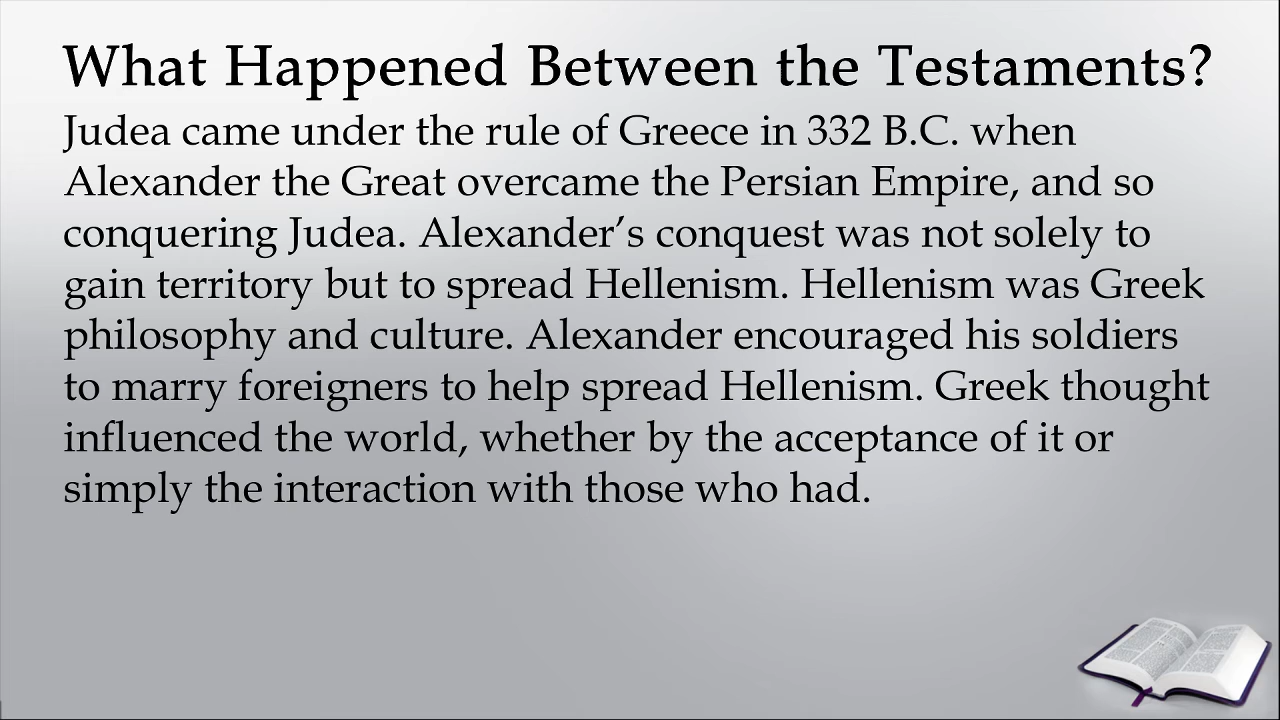 What Happened Between the Testaments?
Judea came under the rule of Greece in 332 B.C. when
Alexander the Great overcame the Persian Empire, and so
conquering Judea. Alexander’s conquest was not solely to
gain territory but to spread Hellenism. Hellenism was Greek
philosophy and culture. Alexander encouraged his soldiers
to marry foreigners to help spread Hellenism. Greek thought
influenced the world, whether by the acceptance of it or
simply the interaction with those who had.